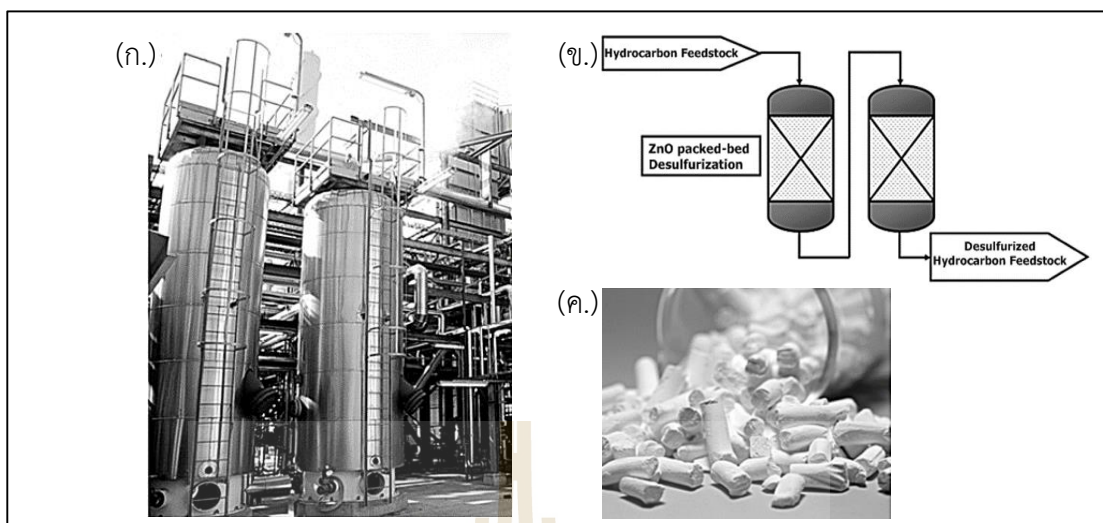 (ก.)
(ข.)
Hydrocarbon Feedstock
ZnO packed-bed
Desulfurization
Desulfurized
Hydrocarbon Feedstock
(ค.)